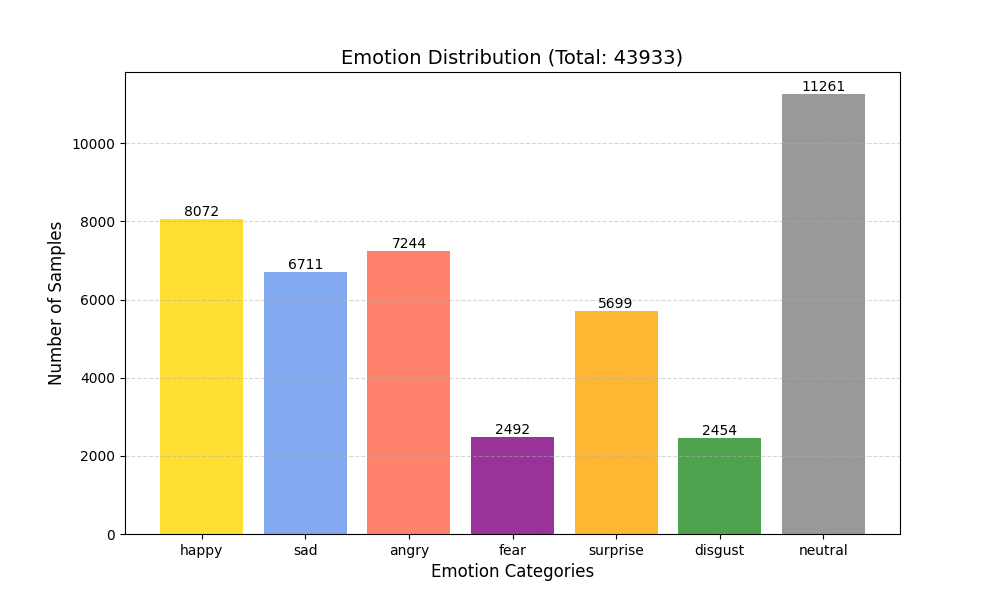 Emotion Distribution (Total: 43933)
Number of Samples
10000
8000
6000
4000
2000
0
8072
6711
7244
2492
5699
2454
11261
happy
sad
angry
fear
surprise
disgust
neutral
Emotion Categories